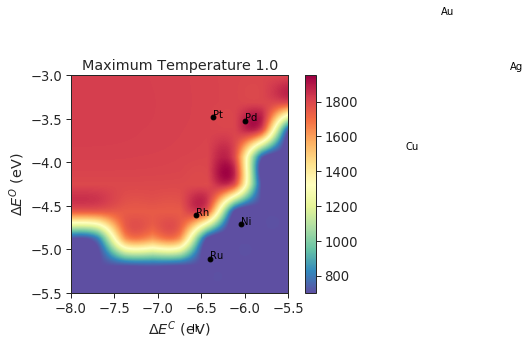 Au
Maximum Temperature 1.0
Ag
−3.0
−3.5
−4.0
−4.5
−5.0
−5.5
ΔE^O (eV)
Pt
Pd
Rh
Ni
Ru
Cu
1800
1600
1400
1200
1000
800
−8.0 −7.5 −7.0 −6.5 −6.0 −5.5
ΔE^C (eV)